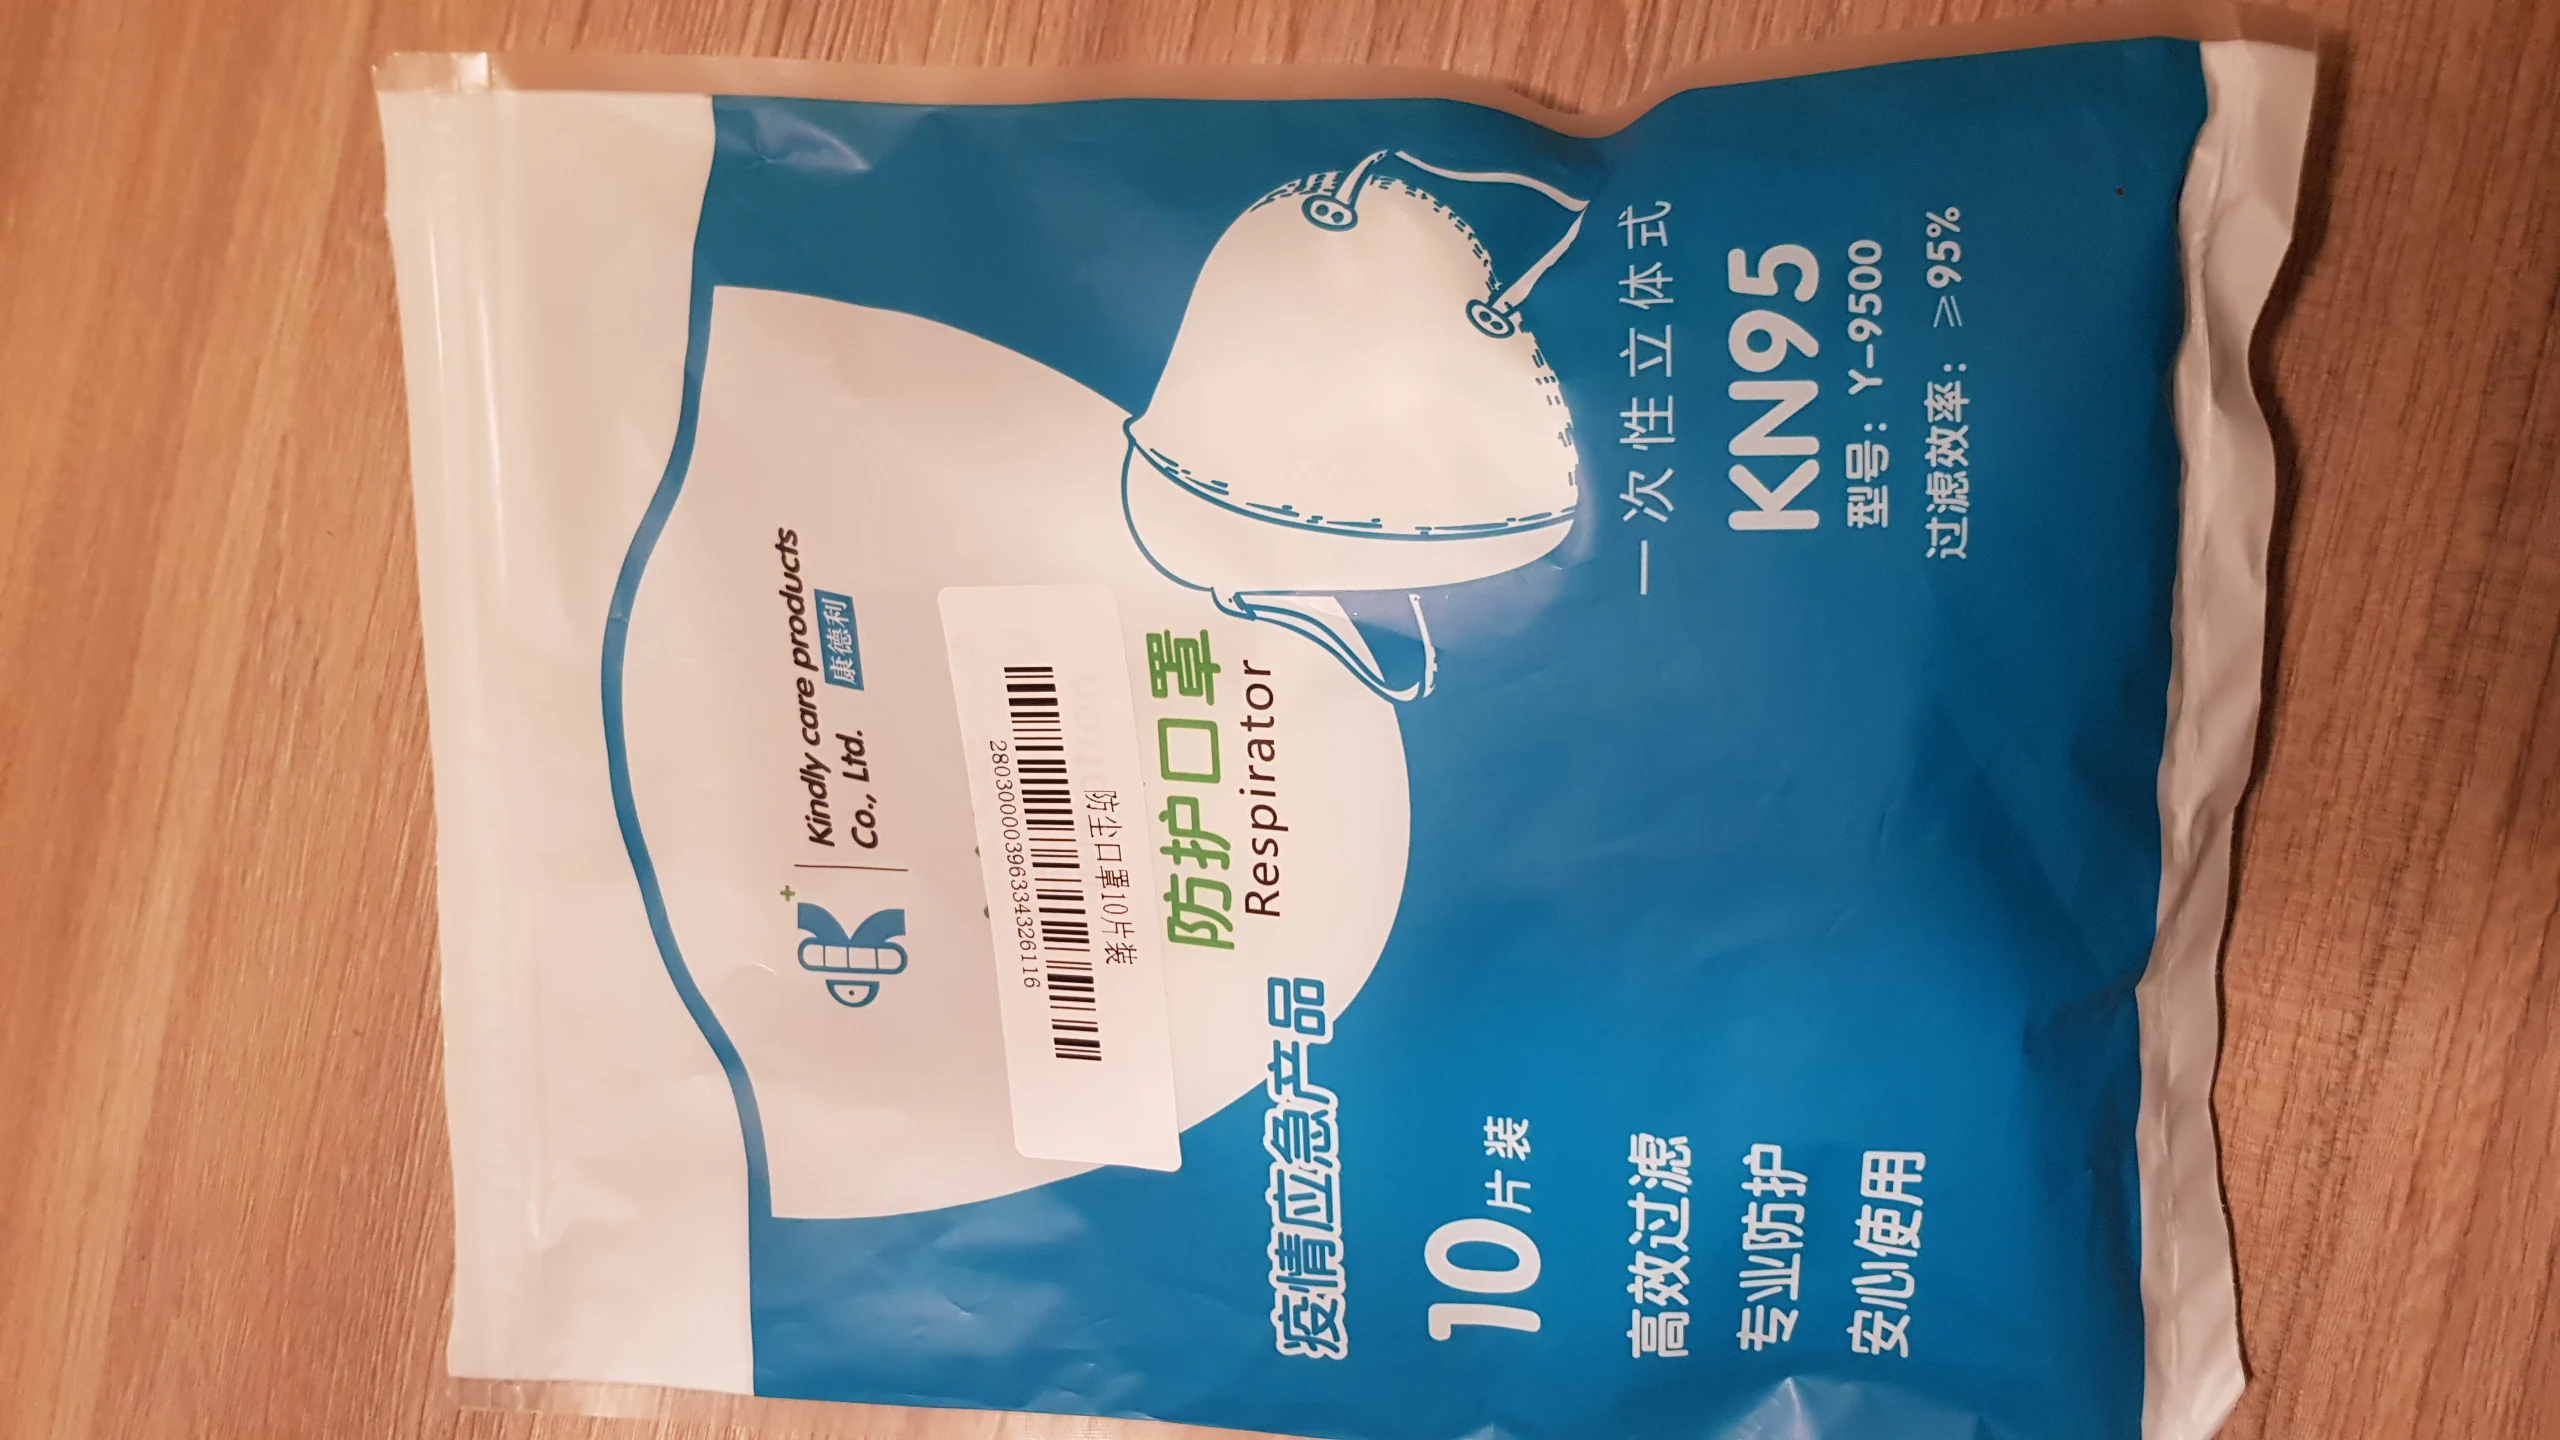 Kindly care products
Co., Ltd. 康德利
28030000396334326116
防尘口罩10片装
防护口罩
Respirator
疫情应急产品
10片装
高效过滤
专业防护
安心使用
一次性立体式
KN95
型号：Y-9500
过滤效率：≥95%